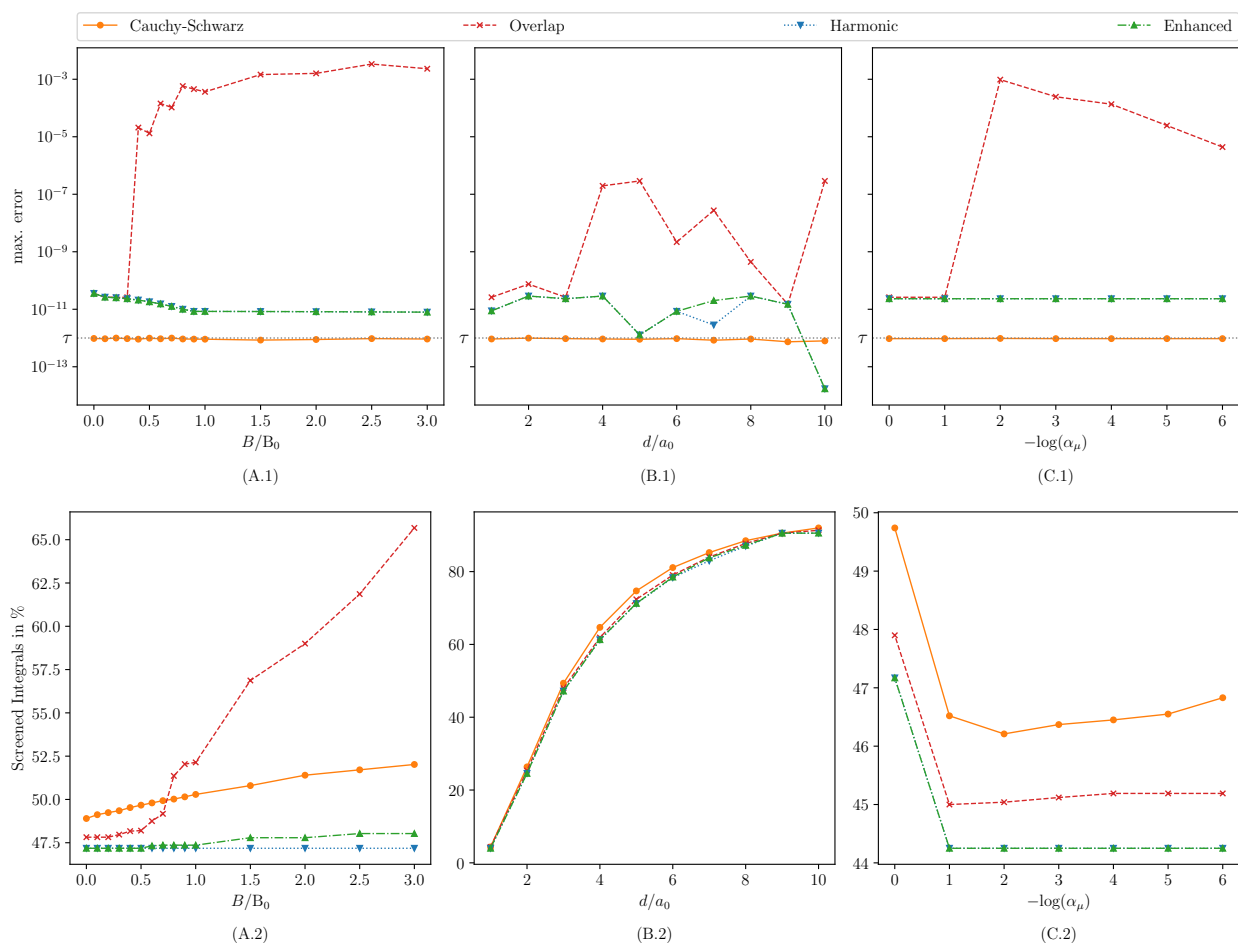 Cauchy-Schwarz Overlap Harmonic Enhanced
max. error
10⁻³
10⁻⁵
10⁻⁷
10⁻⁹
10⁻¹¹
τ
10⁻¹³
0.0 0.5 1.0 1.5 2.0 2.5 3.0
B/B₀
(A.1)
2 4 6 8 10
d/a₀
(B.1)
τ
0 1 2 3 4 5 6
−log(αμ)
(C.1)
τ
Screened Integrals in %
65.0
62.5
60.0
57.5
55.0
52.5
50.0
47.5
0.0 0.5 1.0 1.5 2.0 2.5 3.0
B/B₀
(A.2)
80
60
40
20
0
2 4 6 8 10
d/a₀
(B.2)
50
49
48
47
46
45
44
0 1 2 3 4 5 6
−log(αμ)
(C.2)